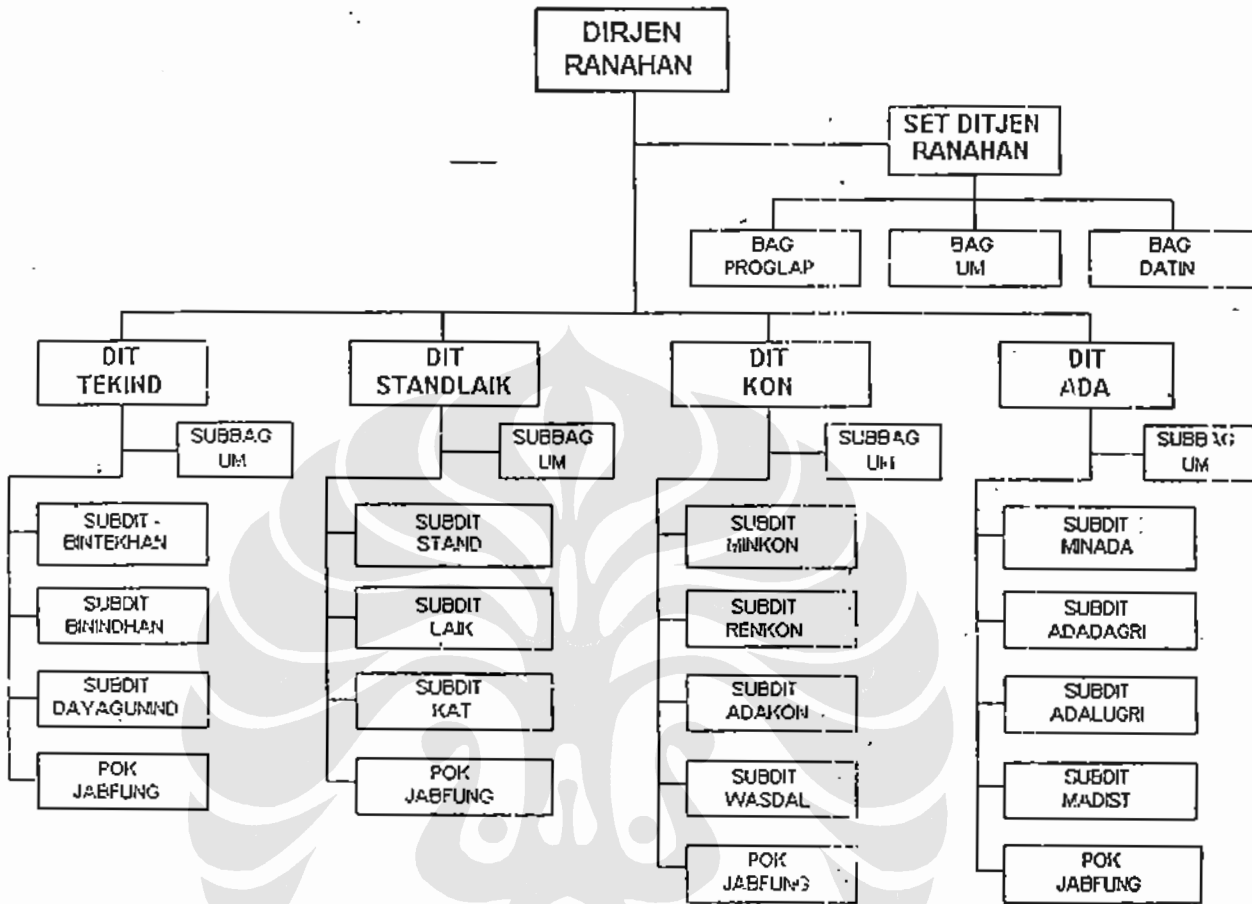 DIRJEN
RANAHAN
SET DITJEN
RANAHAN
BAG
PROGLAP
BAG
UM
BAG
DATIN
DIT
TEKIND
DIT
STANDLAIK
DIT
KON
DIT
ADA
SUBBAG
UM
SUBBAG
UM
SUBBAG
UM
SUBBAG
UM
SUBDIT -
BINTEKHAN
SUBDIT
BININDHAN
SUBDIT
DAYAGUNIND
POK
JABFUNG
SUBDIT
STAND
SUBDIT
LAIK
SUBDIT
KAT
POK
JABFUNG
SUBDIT
MINKON
SUBDIT
RENKON
SUBDIT
ADAKON
SUBDIT
WASDAL
POK
JABFUNG
SUBDIT
MINADA
SUBDIT
ADADAGRI
SUBDIT
ADALUGRI
SUBDIT
MADIST
POK
JABFUNG